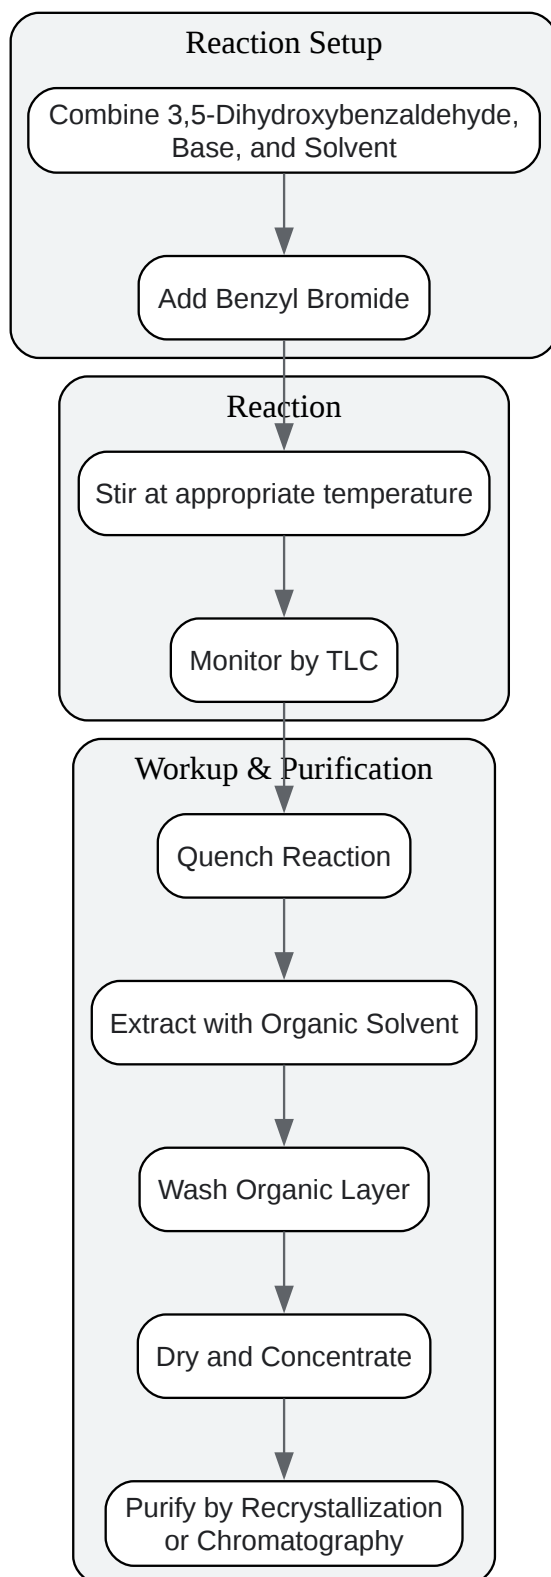 Reaction Setup
Combine 3,5-Dihydroxybenzaldehyde,
Base, and Solvent
Add Benzyl Bromide
Reaction
Stir at appropriate temperature
Monitor by TLC
Workup & Purification
Quench Reaction
Extract with Organic Solvent
Wash Organic Layer
Dry and Concentrate
Purify by Recrystallization
or Chromatography